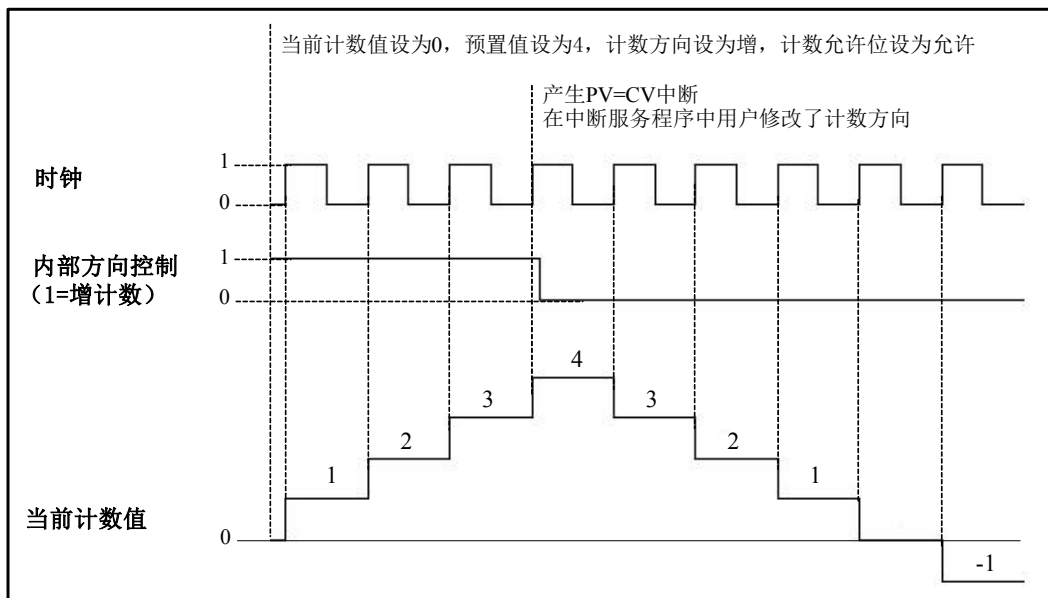 当前计数值设为0，预置值设为4，计数方向设为增，计数允许位设为允许
产生PV=CV中断
在中断服务程序中用户修改了计数方向
时钟
1
0
内部方向控制
（1=增计数）
1
0
4
3
3
2
2
1
1
当前计数值
0
-1